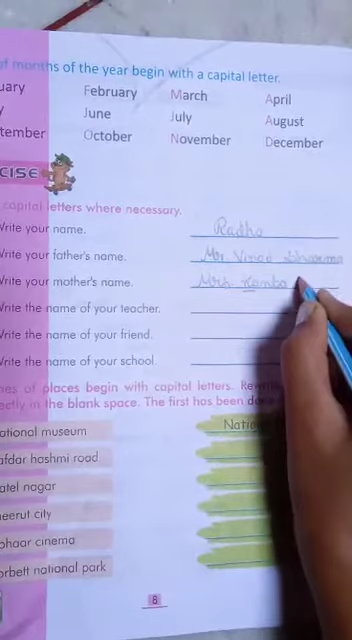 of months of the year begin with a capital letter.
uary February March April
y June July August
tember October November December
CISE
capital letters where necessary.
Write your name. Radha
Write your father's name. Mr. Vinod Sharma
Write your mother's name.
Write the name of your teacher.
Write the name of your friend.
Write the name of your school.
es of places begin with capital letters.
ectly in the blank space. The first has been
ational museum Natio
afdar hashmi road
atel nagar
eerut city
bhaar cinema
orbett national park
8